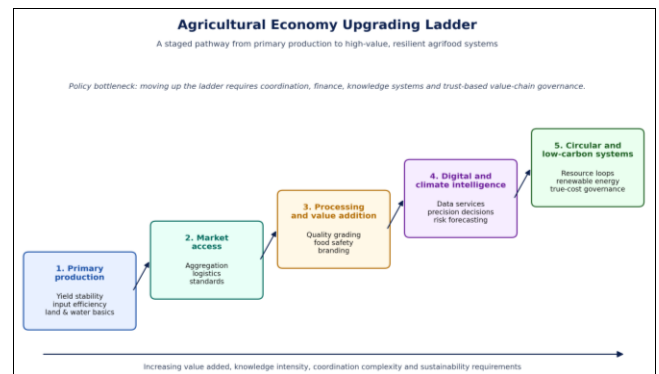 Agricultural Economy Upgrading Ladder
A staged pathway from primary production to high-value, resilient agrifood systems
Policy bottleneck: moving up the ladder requires coordination, finance, knowledge systems and trust-based value-chain governance.
1. Primary
production
Yield stability
input efficiency
land & water basics
2. Market
access
Aggregation
logistics
standards
3. Processing
and value addition
Quality grading
food safety
branding
4. Digital and
climate intelligence
Data services
precision decisions
risk forecasting
5. Circular and
low-carbon systems
Resource loops
renewable energy
true-cost governance
Increasing value added, knowledge intensity, coordination complexity and sustainability requirements